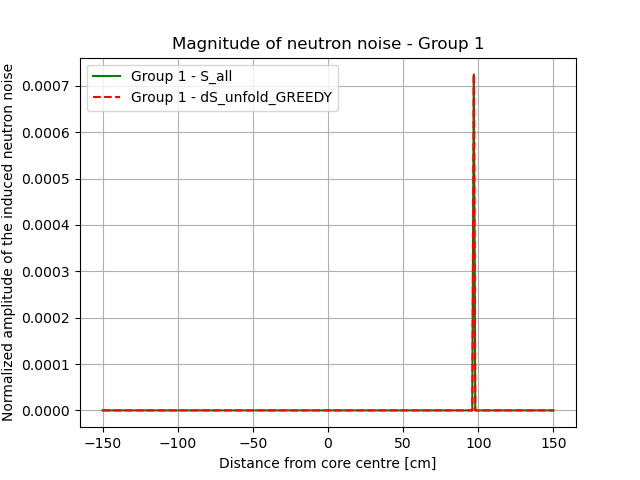 Magnitude of neutron noise - Group 1
Normalized amplitude of the induced neutron noise
0.0007
0.0006
0.0005
0.0004
0.0003
0.0002
0.0001
0.0000
Group 1 - S_all
Group 1 - dS_unfold_GREEDY
−150 −100 −50 0 50 100 150
Distance from core centre [cm]